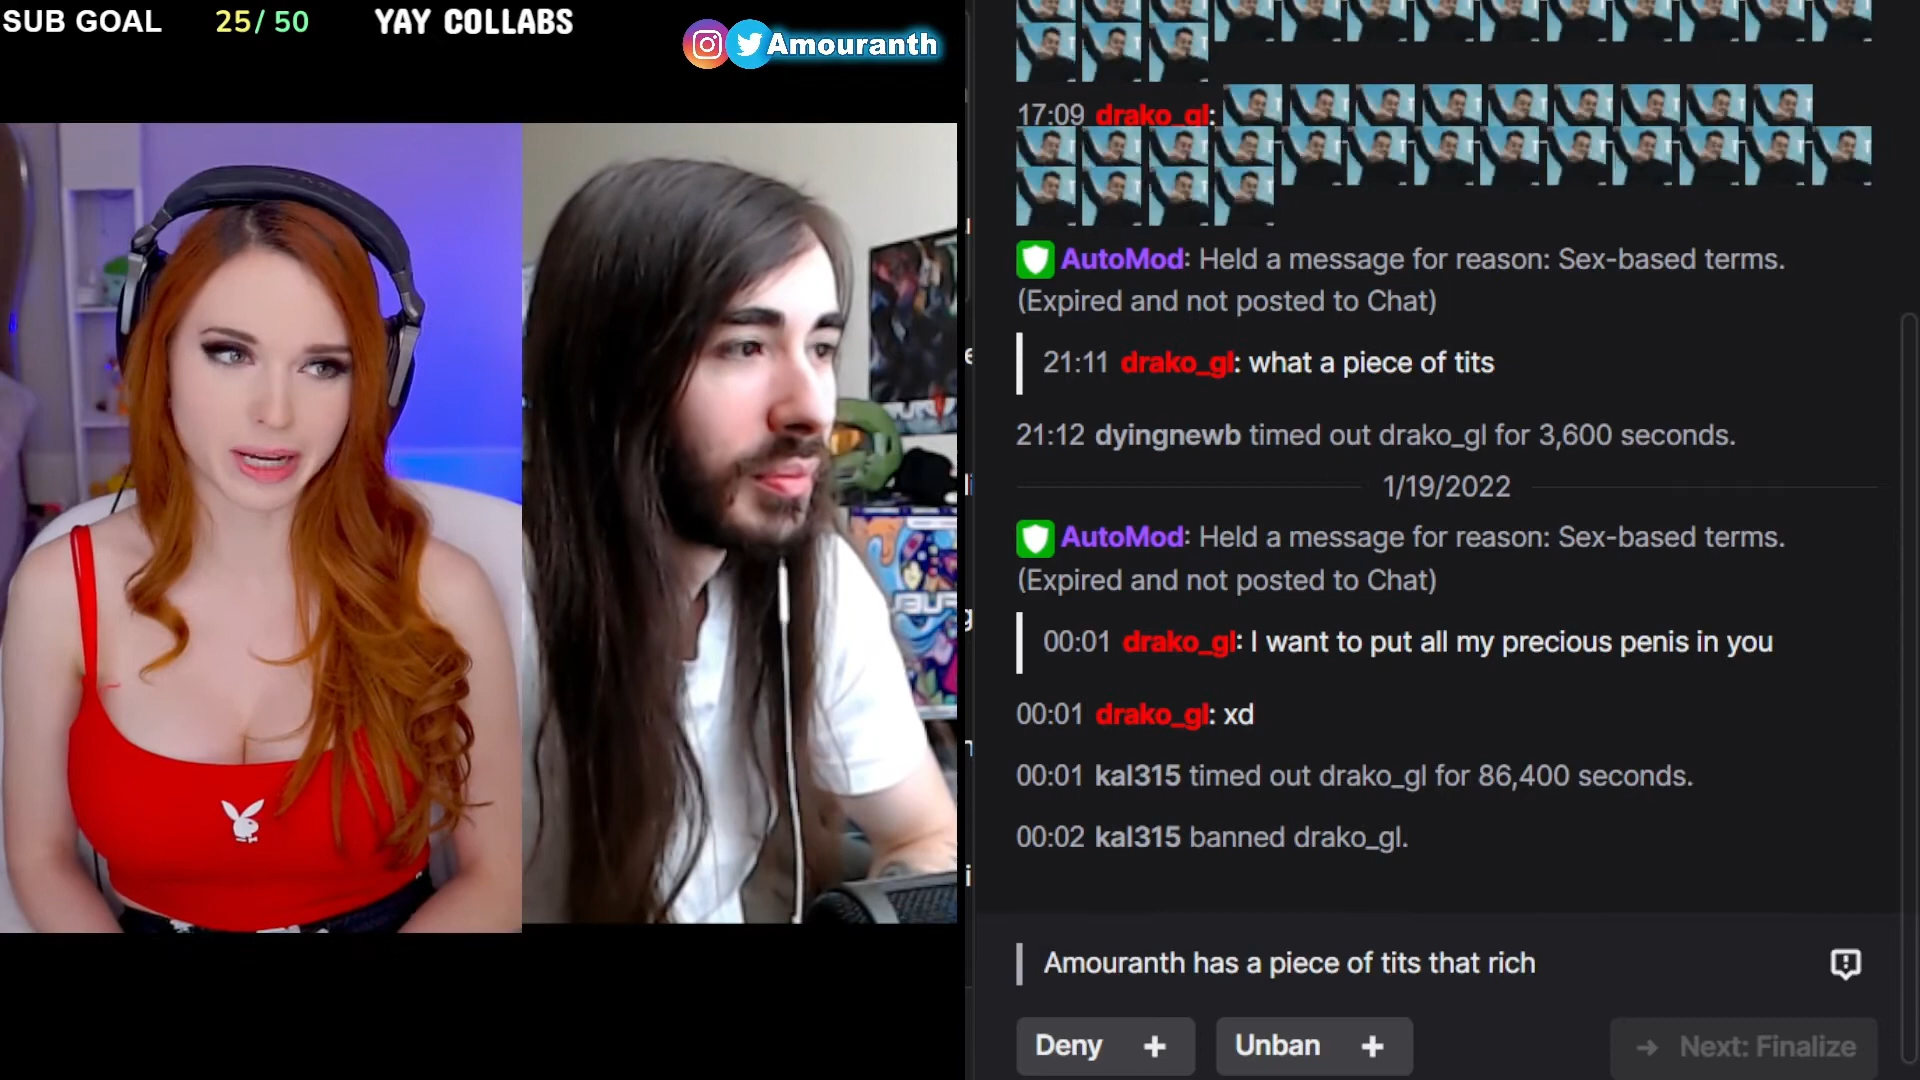 SUB GOAL 25/ 50 YAY COLLABS
Amouranth
17:09 drako_gl:
AutoMod: Held a message for reason: Sex-based terms.
(Expired and not posted to Chat)
21:11 drako_gl: what a piece of tits
21:12 dyingnewb timed out drako_gl for 3,600 seconds.
1/19/2022
AutoMod: Held a message for reason: Sex-based terms.
(Expired and not posted to Chat)
00:01 drako_gl: I want to put all my precious penis in you
00:01 drako_gl: xd
00:01 kal315 timed out drako_gl for 86,400 seconds.
00:02 kal315 banned drako_gl.
Amouranth has a piece of tits that rich
Deny + Unban + → Next: Finalize